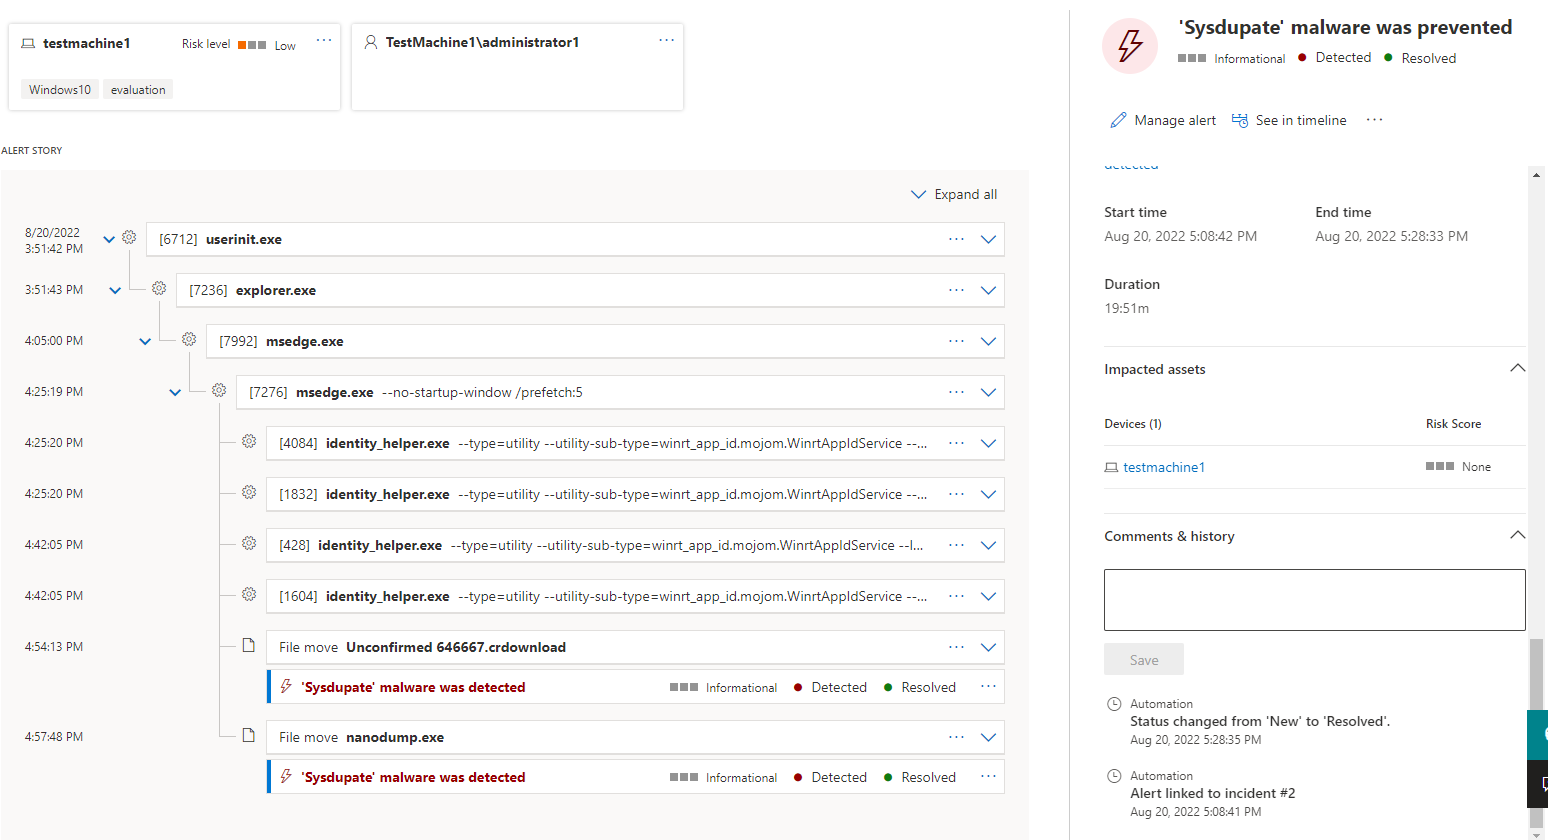 testmachine1
Risk level Low ...
Windows10 evaluation
TestMachine1\administrator1 ...
ALERT STORY
Expand all
8/20/2022
3:51:42 PM
[6712] userinit.exe ...
3:51:43 PM [7236] explorer.exe ...
4:05:00 PM [7992] msedge.exe ...
4:25:19 PM [7276] msedge.exe --no-startup-window /prefetch:5 ...
4:25:20 PM [4084] identity_helper.exe --type=utility --utility-sub-type=winrt_app_id.mojom.WinrtAppIdService --... ...
4:25:20 PM [1832] identity_helper.exe --type=utility --utility-sub-type=winrt_app_id.mojom.WinrtAppIdService --... ...
4:42:05 PM [428] identity_helper.exe --type=utility --utility-sub-type=winrt_app_id.mojom.WinrtAppIdService --l... ...
4:42:05 PM [1604] identity_helper.exe --type=utility --utility-sub-type=winrt_app_id.mojom.WinrtAppIdService --... ...
4:54:13 PM File move Unconfirmed 646667.crdownload ...
'Sysdupate' malware was detected Informational Detected Resolved ...
4:57:48 PM File move nanodump.exe ...
'Sysdupate' malware was detected Informational Detected Resolved ...
'Sysdupate' malware was prevented
Informational Detected Resolved
Manage alert See in timeline ...
detected
Start time End time
Aug 20, 2022 5:08:42 PM Aug 20, 2022 5:28:33 PM
Duration
19:51m
Impacted assets
Devices (1) Risk Score
testmachine1 None
Comments & history
Save
Automation
Status changed from 'New' to 'Resolved'.
Aug 20, 2022 5:28:35 PM
Automation
Alert linked to incident #2
Aug 20, 2022 5:08:41 PM